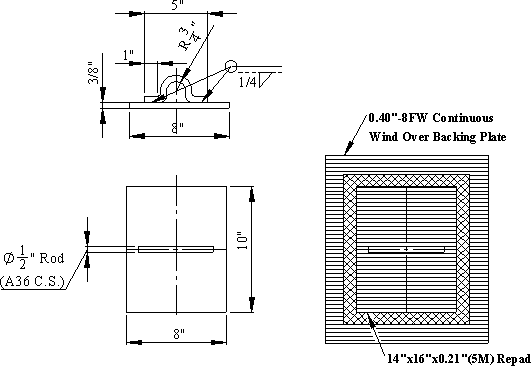 5"
R 3/4"
1"
3/8"
1/4
8"
0.40"-8FW Continuous
Wind Over Backing Plate
Ø 1/2" Rod
(A36 C.S.)
10"
8"
14"x16"x0.21"(5M) Repad